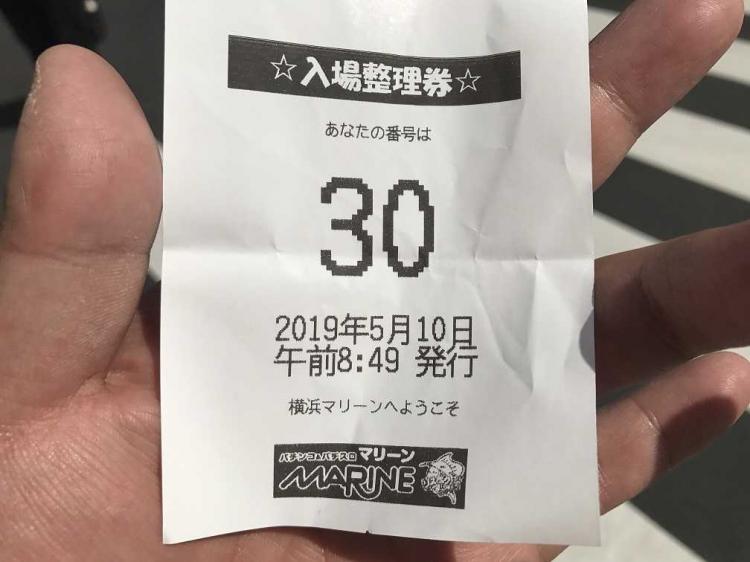 ☆入場整理券☆
あなたの番号は
30
2019年5月10日
午前8:49 発行
横浜マリーンへようこそ
パチンコ&パチスロ マリーン
MARINE